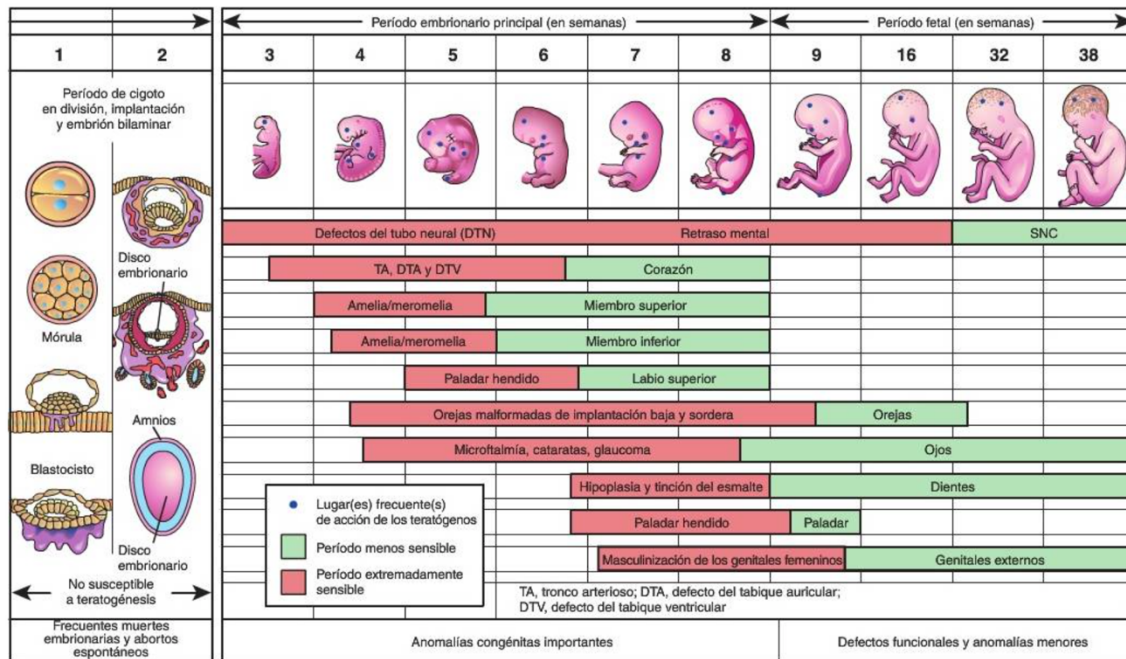 Período embrionario principal (en semanas)
Período fetal (en semanas)
1
2
3
4
5
6
7
8
9
16
32
38
Período de cigoto
en división, implantación
y embrión bilaminar
Disco
embrionario
Mórula
Amnios
Blastocisto
Disco
embrionario
No susceptible
a teratogénesis
Frecuentes muertes
embrionarias y abortos
espontáneos
Defectos del tubo neural (DTN)
Retraso mental
SNC
TA, DTA y DTV
Corazón
Amelia/meromelia
Miembro superior
Amelia/meromelia
Miembro inferior
Paladar hendido
Labio superior
Orejas malformadas de implantación baja y sordera
Orejas
Microftalmía, cataratas, glaucoma
Ojos
Hipoplasia y tinción del esmalte
Dientes
Paladar hendido
Paladar
Masculinización de los genitales femeninos
Genitales externos
Lugar(es) frecuente(s)
de acción de los teratógenos
Período menos sensible
Período extremadamente
sensible
TA, tronco arterioso; DTA, defecto del tabique auricular;
DTV, defecto del tabique ventricular
Anomalías congénitas importantes
Defectos funcionales y anomalías menores